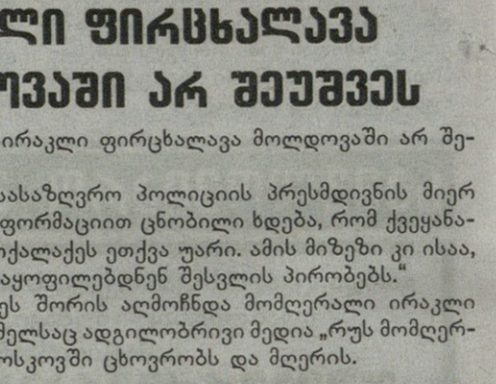 ლი ფირცხალავა
ოვაში არ შეუშვეს
ირაკლი ფირცხალავა მოლდოვაში არ შე-
სასაზღვრო პოლიციის პრესმდივნის მიერ
ფორმაციით ცნობილი ხდება, რომ ქვეყანა-
ოქალაქეს ეთქვა უარი. ამის მიზეზი კი ისაა,
აყოფილებდნენ შესვლის პირობებს.“
ეს შორის აღმოჩნდა მომღერალი ირაკლი
მელსაც ადგილობრივი მედია „რუს მომღერ-
ოსკოვში ცხოვრობს და მღერის.